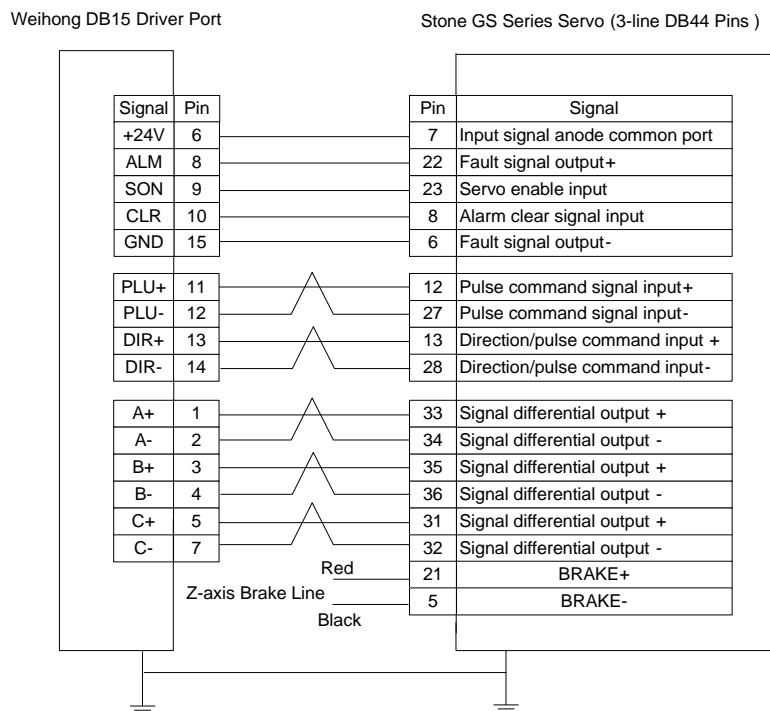 Weihong DB15 Driver Port
Stone GS Series Servo (3-line DB44 Pins )
Signal Pin Pin Signal
+24V 6 7 Input signal anode common port
ALM 8 22 Fault signal output+
SON 9 23 Servo enable input
CLR 10 8 Alarm clear signal input
GND 15 6 Fault signal output-
PLU+ 11 12 Pulse command signal input+
PLU- 12 27 Pulse command signal input-
DIR+ 13 13 Direction/pulse command input +
DIR- 14 28 Direction/pulse command input-
A+ 1 33 Signal differential output +
A- 2 34 Signal differential output -
B+ 3 35 Signal differential output +
B- 4 36 Signal differential output -
C+ 5 31 Signal differential output +
C- 7 32 Signal differential output -
Red 21 BRAKE+
Z-axis Brake Line
5 BRAKE-
Black